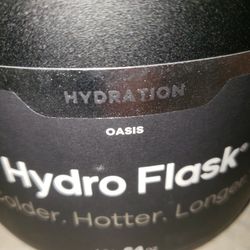 HYDRATION
OASIS
Hydro Flask®
Colder. Hotter. Longer.